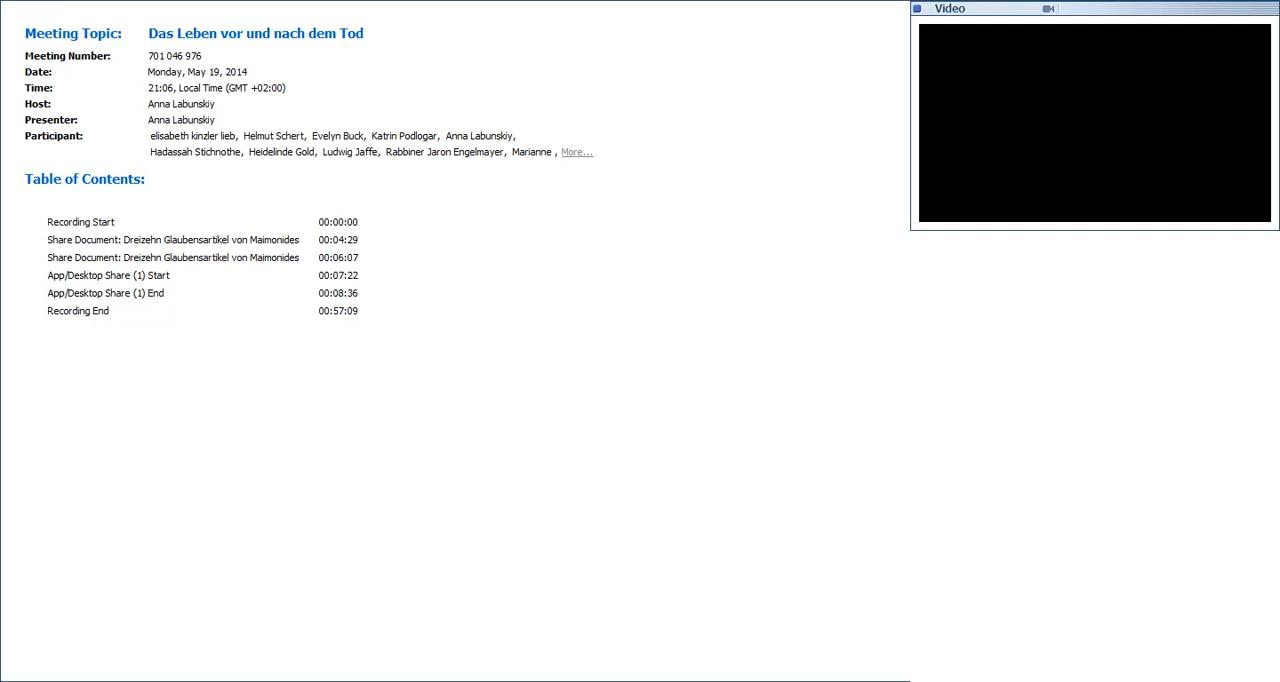 Meeting Topic: Das Leben vor und nach dem Tod
Meeting Number: 701 046 976
Date: Monday, May 19, 2014
Time: 21:06, Local Time (GMT +02:00)
Host: Anna Labunskiy
Presenter: Anna Labunskiy
Participant: elisabeth kinzler lieb, Helmut Schert, Evelyn Buck, Katrin Podlogar, Anna Labunskiy,
Hadassah Stichnothe, Heidelinde Gold, Ludwig Jaffe, Rabbiner Jaron Engelmayer, Marianne , More...
Table of Contents:
Recording Start 00:00:00
Share Document: Dreizehn Glaubensartikel von Maimonides 00:04:29
Share Document: Dreizehn Glaubensartikel von Maimonides 00:06:07
App/Desktop Share (1) Start 00:07:22
App/Desktop Share (1) End 00:08:36
Recording End 00:57:09
Video